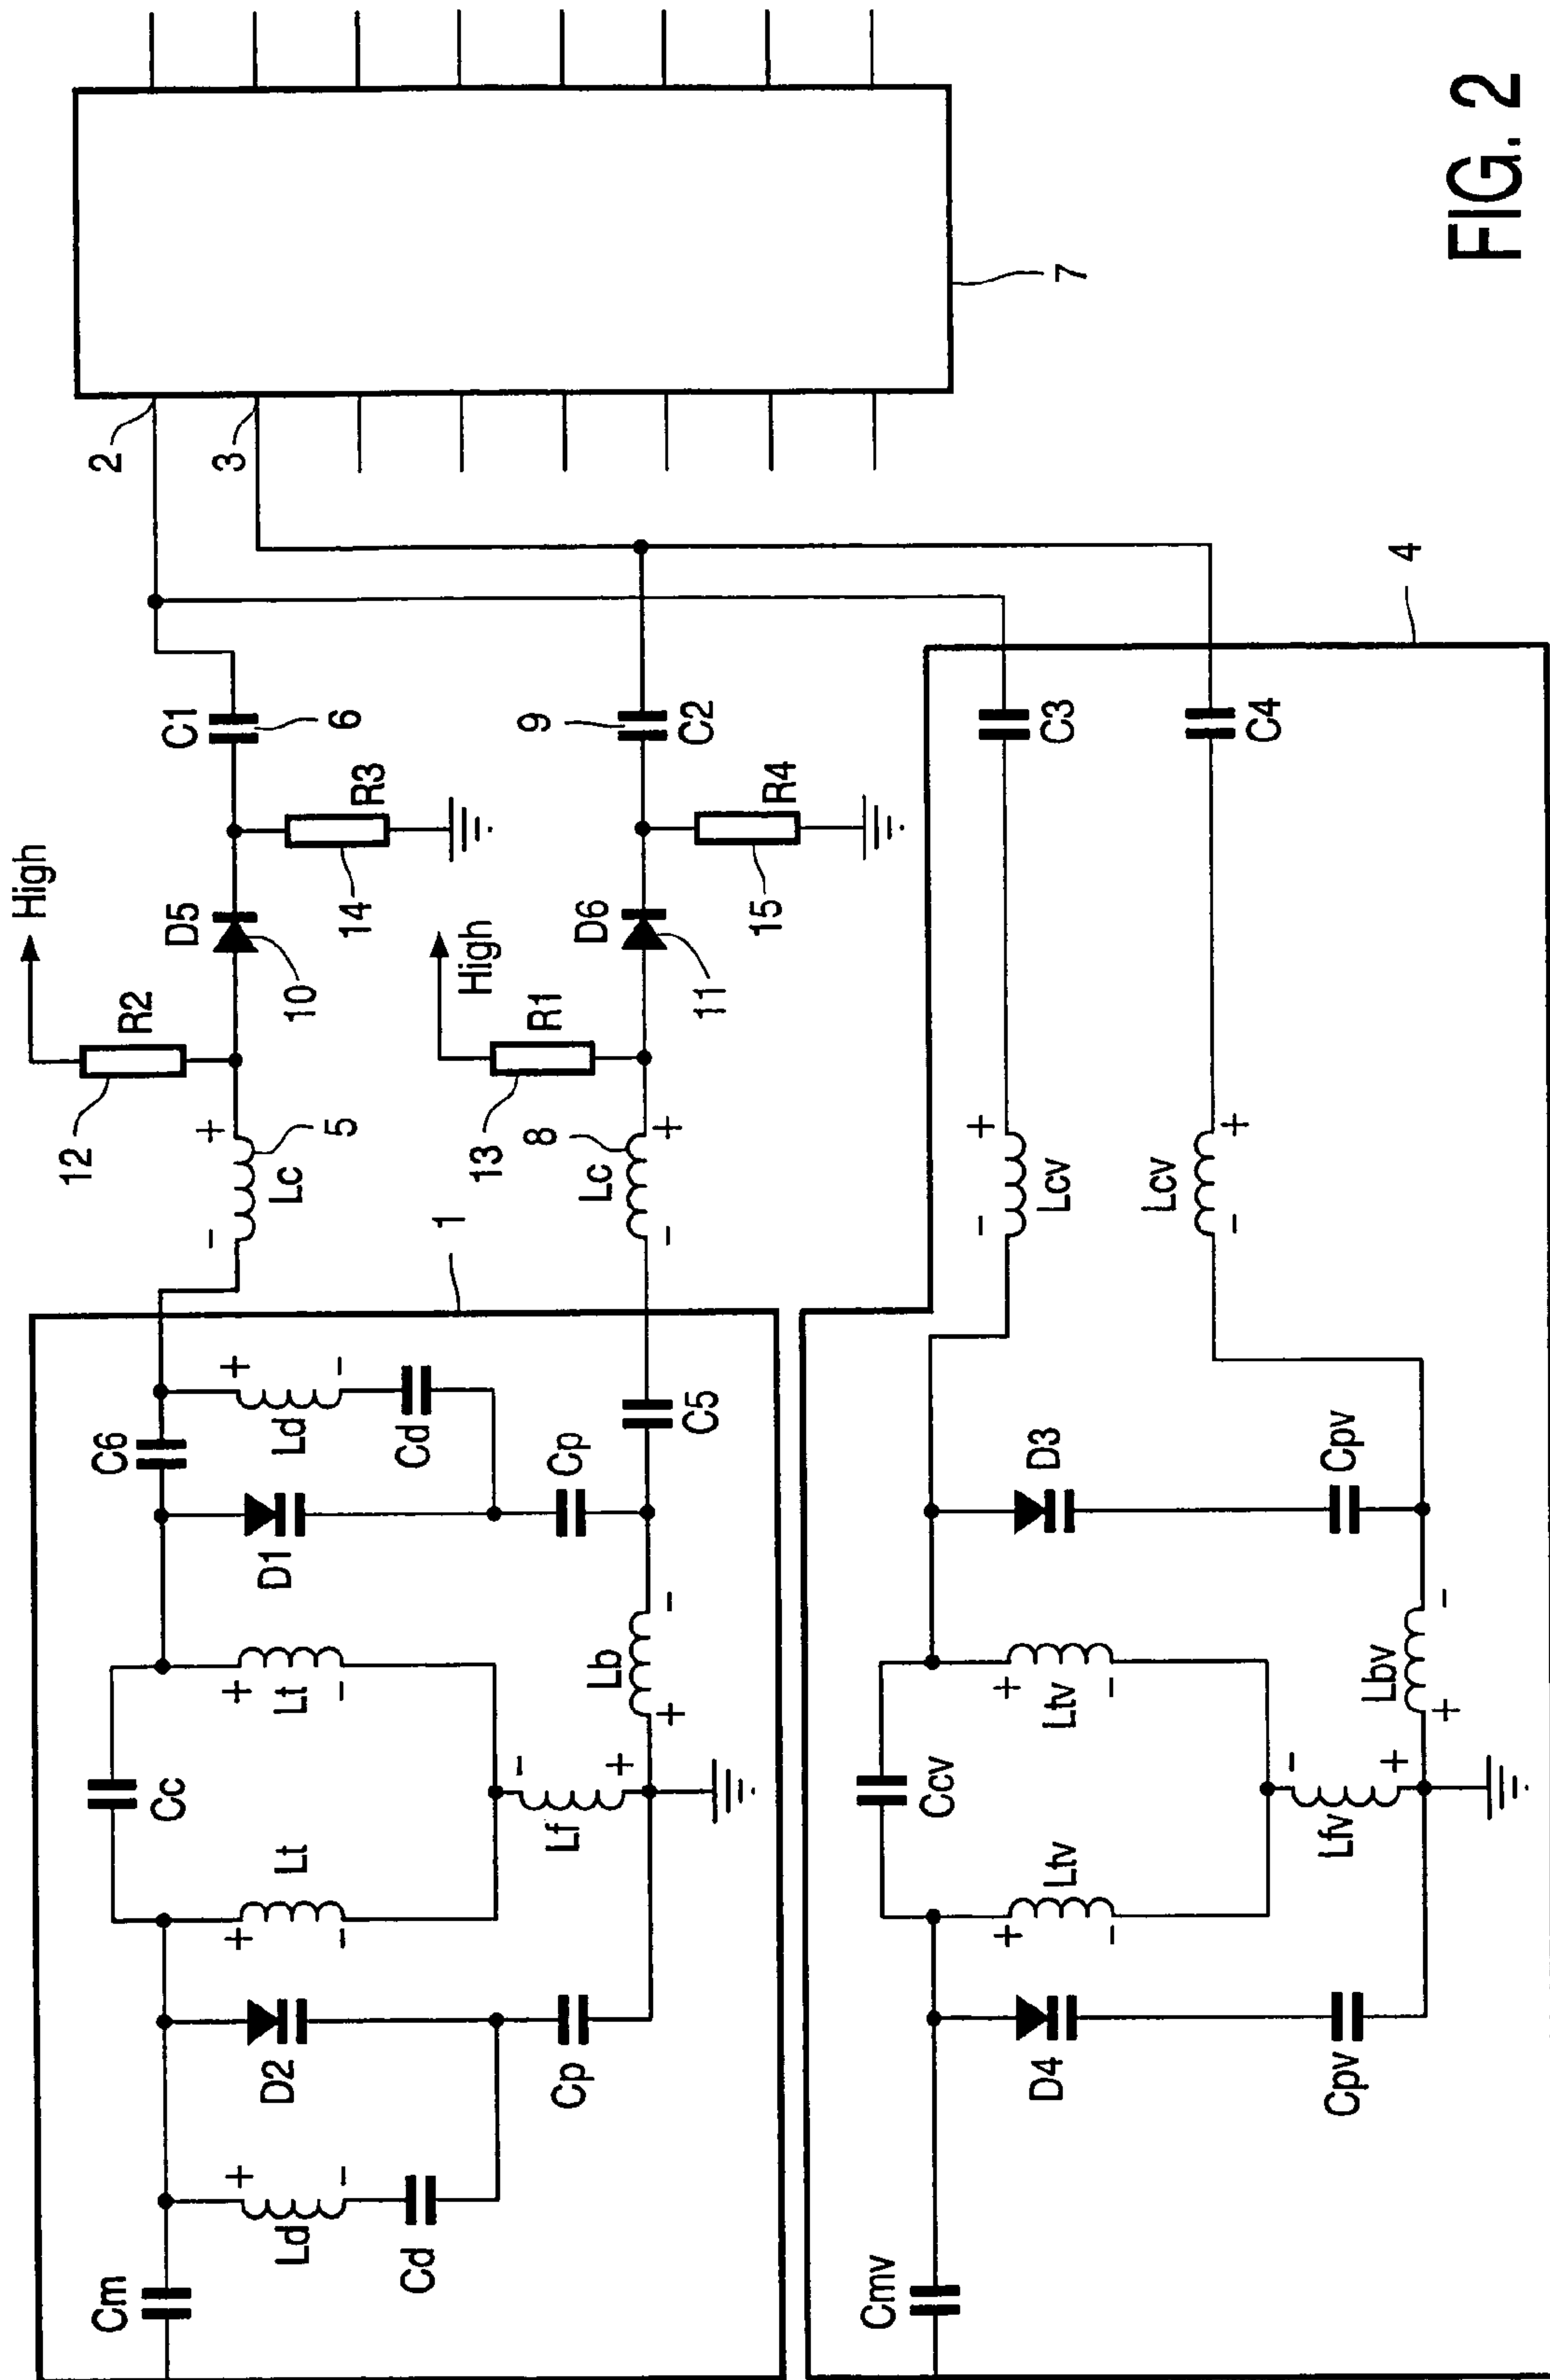 High
R2
12
D5
10
C1
6
R3
14
2
3
7
Lc
5
+
-
High
R1
13
D6
11
9
C2
R4
15
Lc
8
+
-
1
Cm
Ld
+
-
Cd
D2
Cp
Lt
+
-
Cc
Lt
+
-
Lf
-
+
Lb
+
-
D1
C6
Ld
+
-
Cd
Cp
C5
4
Cmv
D4
Cpv
Ltv
+
-
Ccv
Ltv
+
-
Lfv
-
+
Lbv
+
-
D3
Cpv
Lcv
-
+
Lcv
-
+
C3
C4
FIG. 2